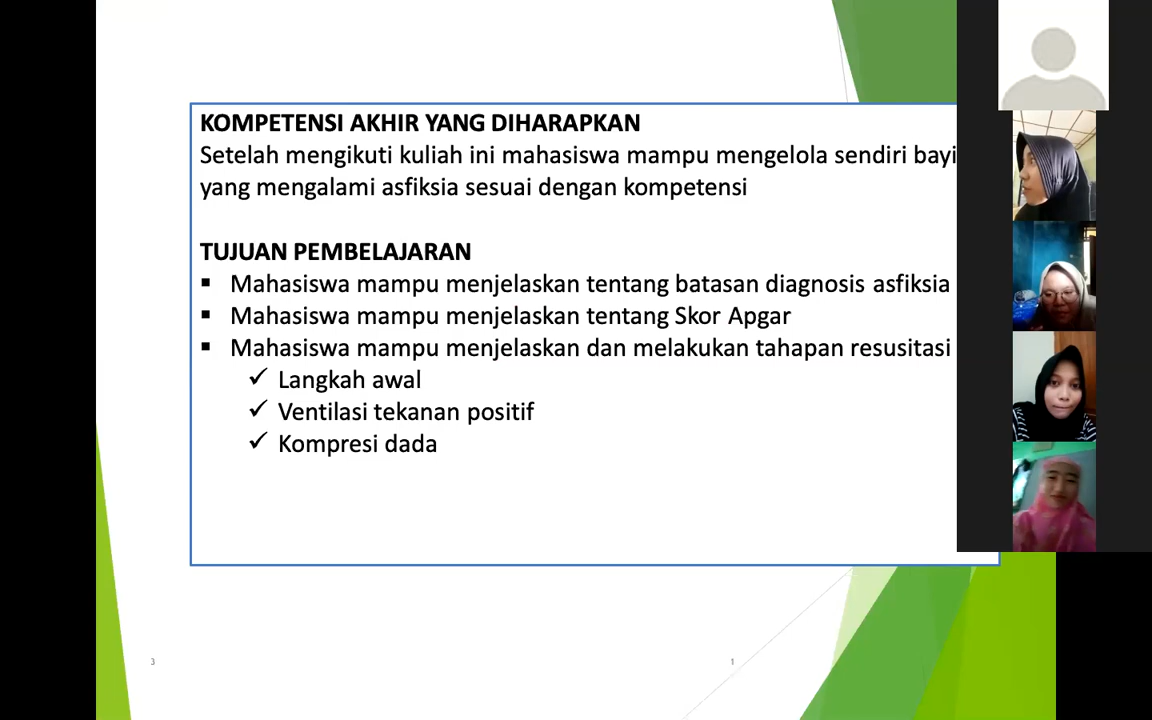 KOMPETENSI AKHIR YANG DIHARAPKAN
Setelah mengikuti kuliah ini mahasiswa mampu mengelola sendiri bayi
yang mengalami asfiksia sesuai dengan kompetensi
TUJUAN PEMBELAJARAN
▪ Mahasiswa mampu menjelaskan tentang batasan diagnosis asfiksia
▪ Mahasiswa mampu menjelaskan tentang Skor Apgar
▪ Mahasiswa mampu menjelaskan dan melakukan tahapan resusitasi
✓ Langkah awal
✓ Ventilasi tekanan positif
✓ Kompresi dada
3
1